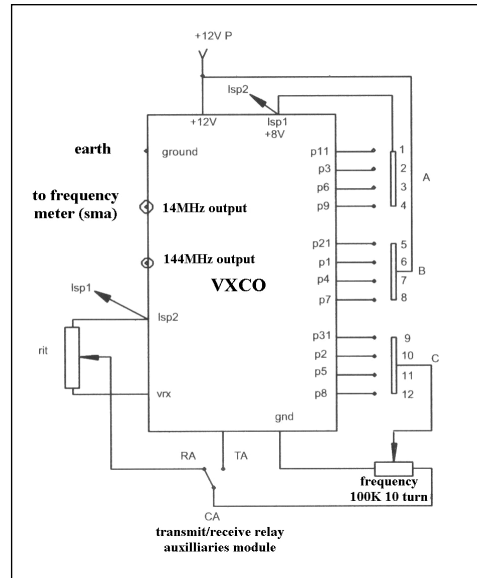 +12V P
lsp2
+12V
lsp1
+8V
earth
ground
to frequency
meter (sma)
14MHz output
144MHz output
VXCO
lsp1
lsp2
rit
vrx
gnd
p11
p3
p6
p9
p21
p1
p4
p7
p31
p2
p5
p8
1
2
3
4
A
5
6
7
8
B
9
10
11
12
C
RA
TA
CA
frequency
100K 10 turn
transmit/receive relay
auxilliaries module